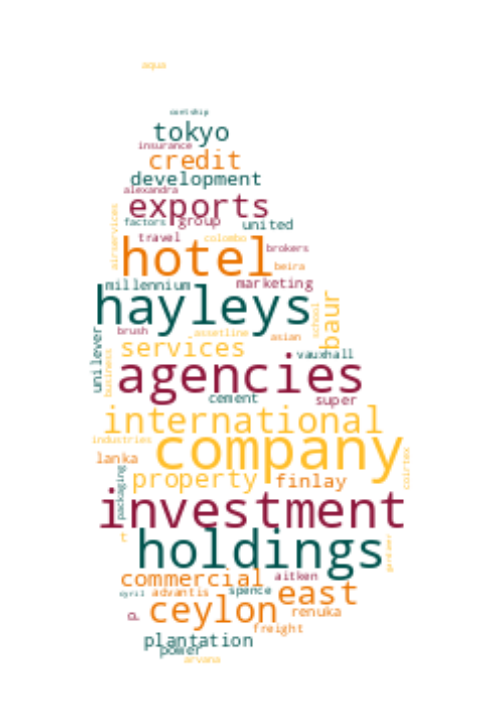 aqua
tokyo
insurance
credit
development
alexandra
exports
airservices
factors group united
travel colombo
brokers
hotel
beira
millennium marketing
hayleys
baur
school
brush assetline asian
unilever
services
vauxhall
business
agencies
cement super
international
industries
company
lanka
coirtex
property finlay
packaging
investment
holdings
commercial aitken
cyril advantis spence east
ceylon renuka
p
freight
plantation
power
arvana